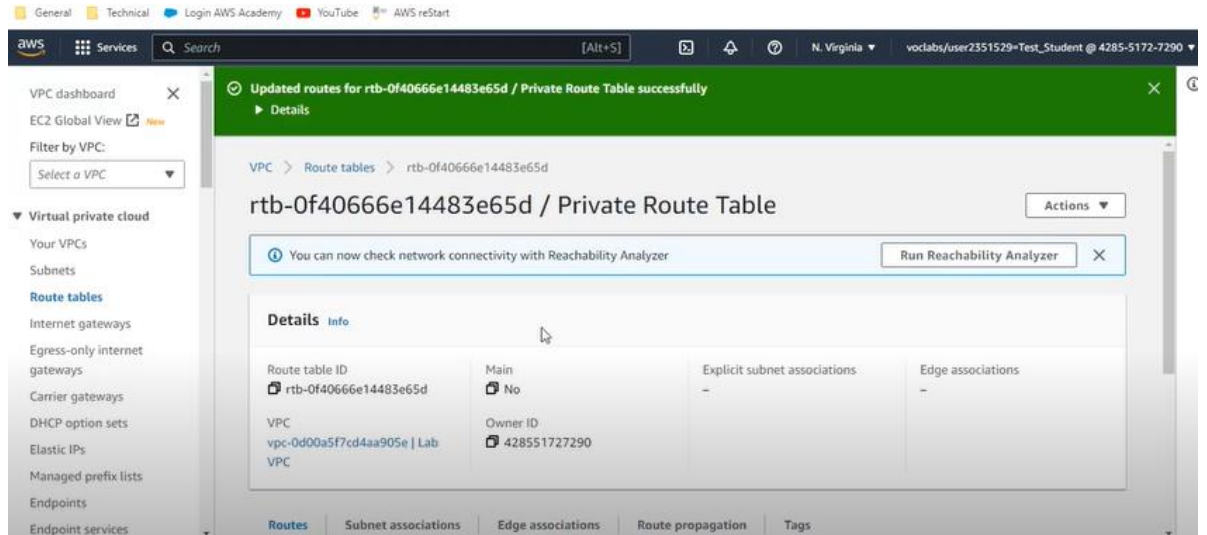 General Technical Login AWS Academy YouTube AWS reStart
aws Services Search [Alt+S] N. Virginia ▼ voclabs/user2351529=Test_Student @ 4285-5172-7290 ▼
VPC dashboard
EC2 Global View New
Filter by VPC:
Select a VPC
Virtual private cloud
Your VPCs
Subnets
Route tables
Internet gateways
Egress-only internet
gateways
Carrier gateways
DHCP option sets
Elastic IPs
Managed prefix lists
Endpoints
Endpoint services
Updated routes for rtb-0f40666e14483e65d / Private Route Table successfully
Details
VPC > Route tables > rtb-0f40666e14483e65d
rtb-0f40666e14483e65d / Private Route Table
Actions
You can now check network connectivity with Reachability Analyzer
Run Reachability Analyzer
Details Info
Route table ID
rtb-0f40666e14483e65d
Main
No
Explicit subnet associations
–
Edge associations
–
VPC
vpc-0d00a5f7cd4aa905e | Lab
VPC
Owner ID
428551727290
Routes Subnet associations Edge associations Route propagation Tags